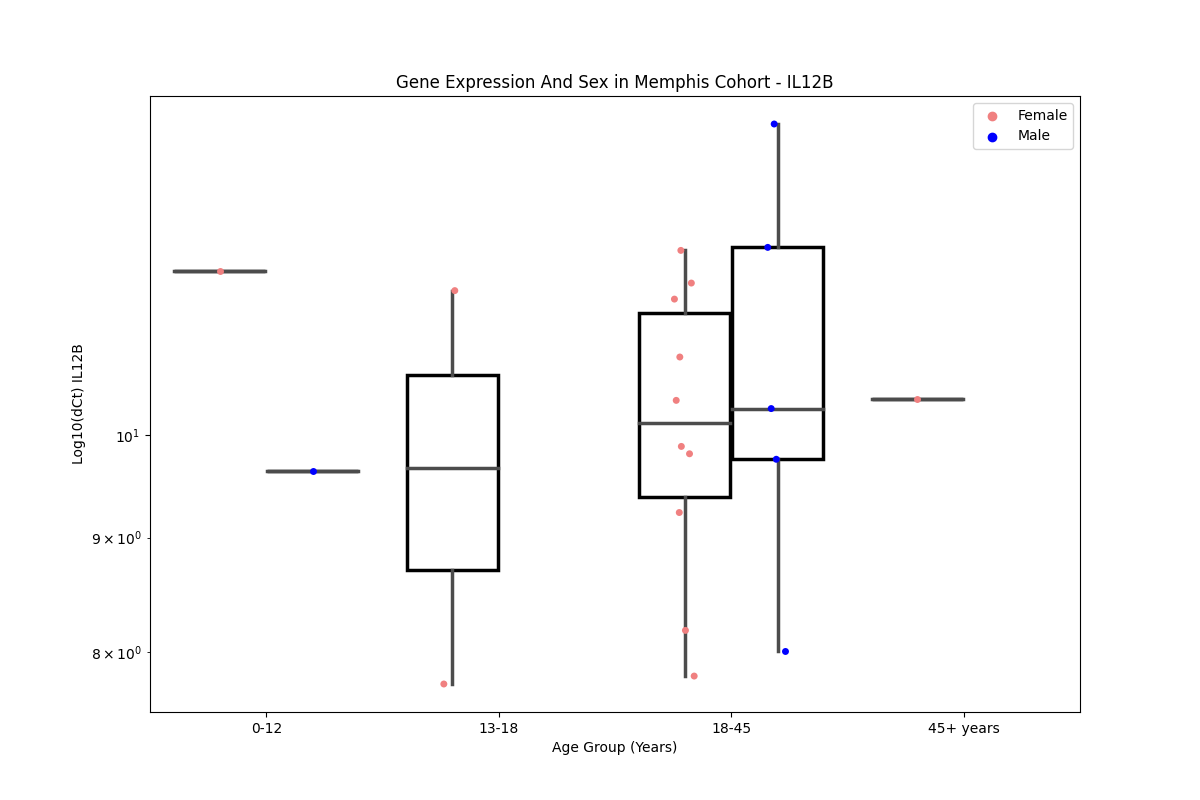 Gene Expression And Sex in Memphis Cohort - IL12B
Female
Male
Log10(dCt) IL12B
10¹
9 × 10⁰
8 × 10⁰
0-12
13-18
18-45
45+ years
Age Group (Years)